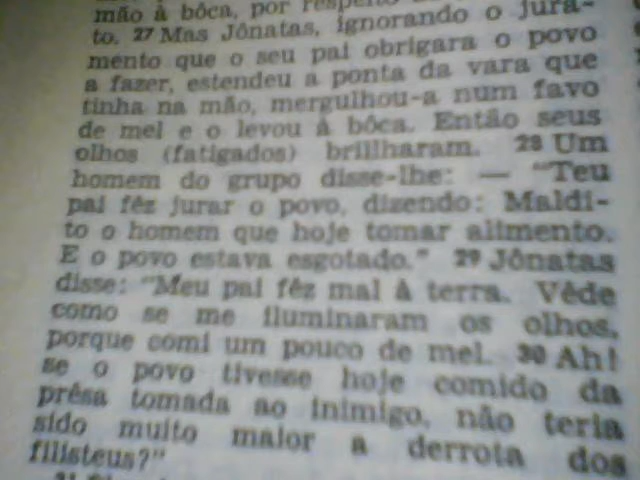 mão à bôca, por respeito
to. 27 Mas Jônatas, ignorando o jura-
mento que o seu pai obrigara o povo
a fazer, estendeu a ponta da vara que
tinha na mão, mergulhou-a num favo
de mel e o levou à bôca. Então seus
olhos (fatigados) brillharam. 28 Um
homem do grupo disse-lhe: — "Teu
pai fêz jurar o povo, dizendo: Maldi-
to o homem que hoje tomar alimento.
E o povo estava esgotado." 29 Jônatas
disse: "Meu pai fêz mal à terra. Vêde
como se me iluminaram os olhos,
porque comi um pouco de mel. 30 Ah!
se o povo tivesse hoje comido da
prêsa tomada ao inimigo, não teria
sido muito maior a derrota dos
filisteus?"
31